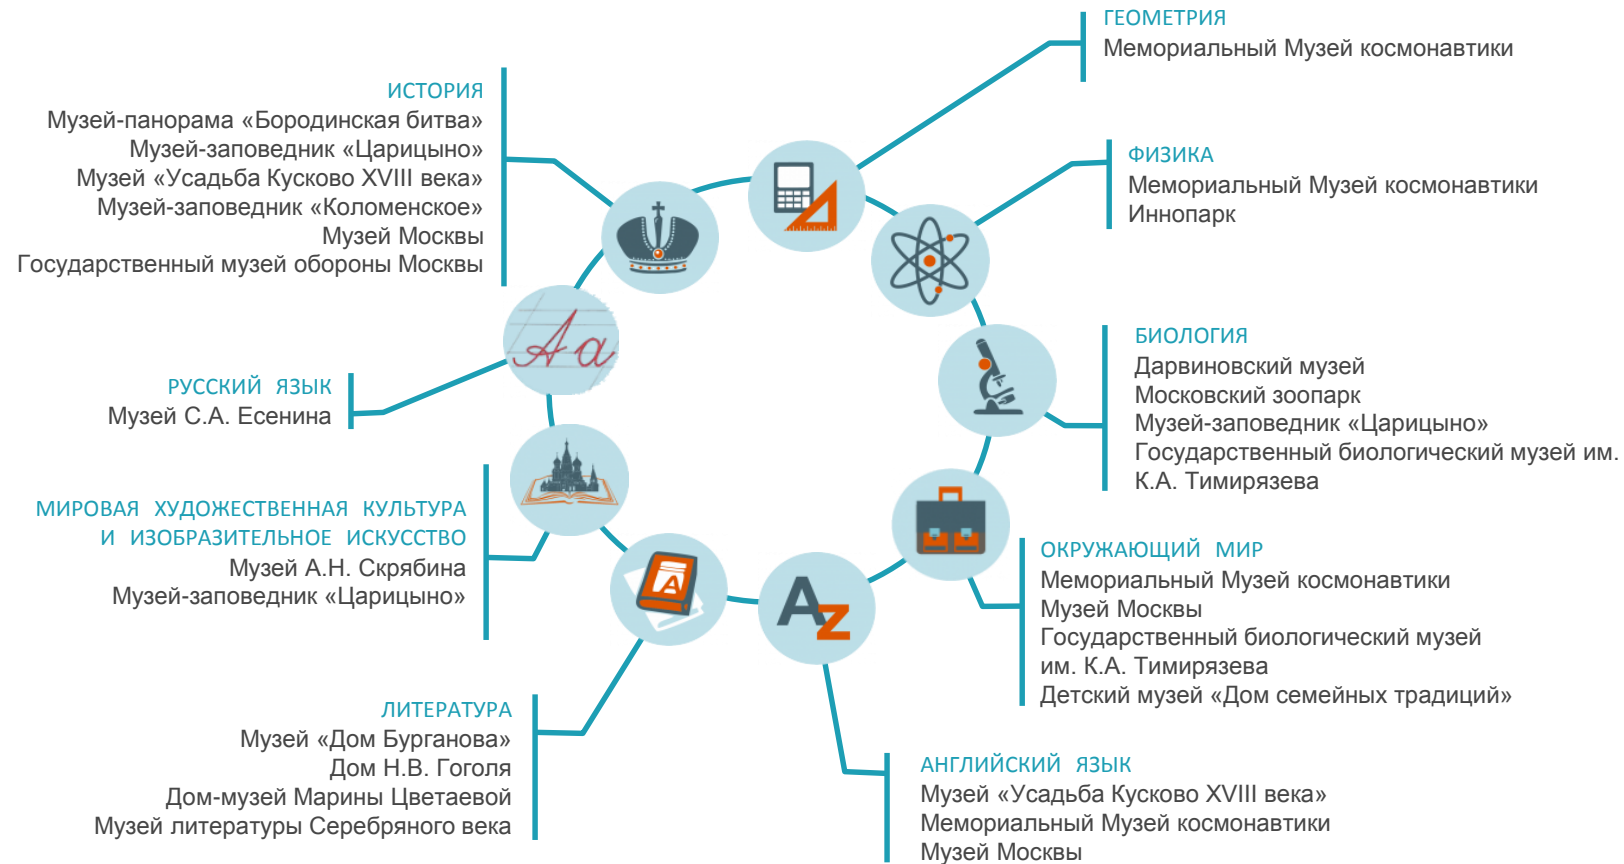 ГЕОМЕТРИЯ
Мемориальный Музей космонавтики
ФИЗИКА
Мемориальный Музей космонавтики
Иннопарк
БИОЛОГИЯ
Дарвиновский музей
Московский зоопарк
Музей-заповедник «Царицыно»
Государственный биологический музей им.
К.А. Тимирязева
ОКРУЖАЮЩИЙ МИР
Мемориальный Музей космонавтики
Музей Москвы
Государственный биологический музей
им. К.А. Тимирязева
Детский музей «Дом семейных традиций»
АНГЛИЙСКИЙ ЯЗЫК
Музей «Усадьба Кусково XVIII века»
Мемориальный Музей космонавтики
Музей Москвы
ЛИТЕРАТУРА
Музей «Дом Бурганова»
Дом Н.В. Гоголя
Дом-музей Марины Цветаевой
Музей литературы Серебряного века
МИРОВАЯ ХУДОЖЕСТВЕННАЯ КУЛЬТУРА
И ИЗОБРАЗИТЕЛЬНОЕ ИСКУССТВО
Музей А.Н. Скрябина
Музей-заповедник «Царицыно»
РУССКИЙ ЯЗЫК
Музей С.А. Есенина
ИСТОРИЯ
Музей-панорама «Бородинская битва»
Музей-заповедник «Царицыно»
Музей «Усадьба Кусково XVIII века»
Музей-заповедник «Коломенское»
Музей Москвы
Государственный музей обороны Москвы
Аа
A
Az